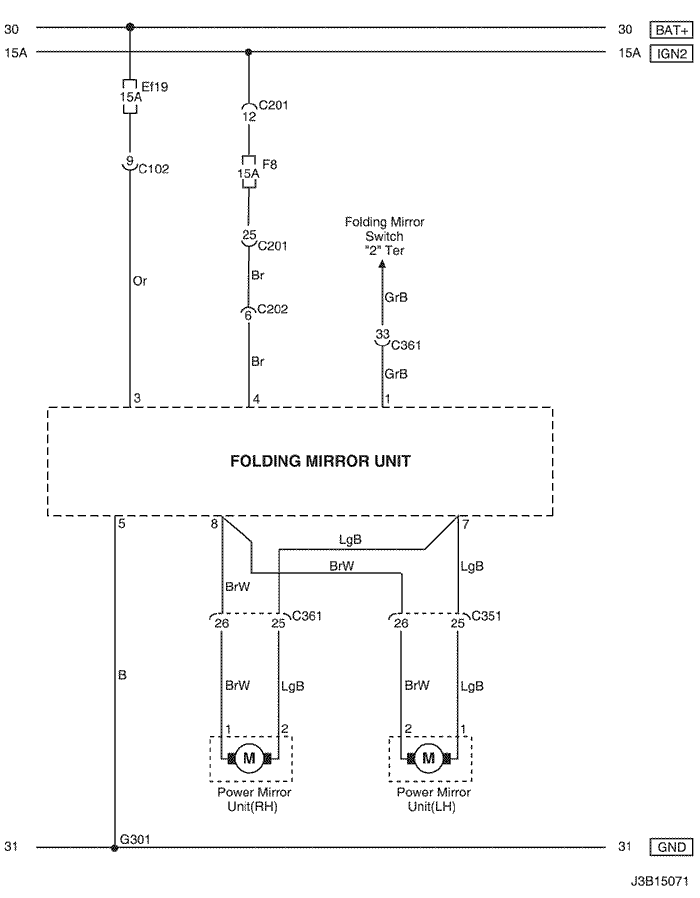 30
30 BAT+
15A
15A IGN2
Ef19
15A
C201
12
9
C102
F8
15A
25
C201
Folding Mirror
Switch
"2" Ter
Br
Or
GrB
C202
6
33
C361
Br
GrB
3
4
1
FOLDING MIRROR UNIT
5
8
7
LgB
BrW
LgB
BrW
26
25
C361
26
25
C351
B
BrW
LgB
BrW
LgB
1
2
2
1
M
M
Power Mirror
Unit(RH)
Power Mirror
Unit(LH)
G301
31
31 GND
J3B15071